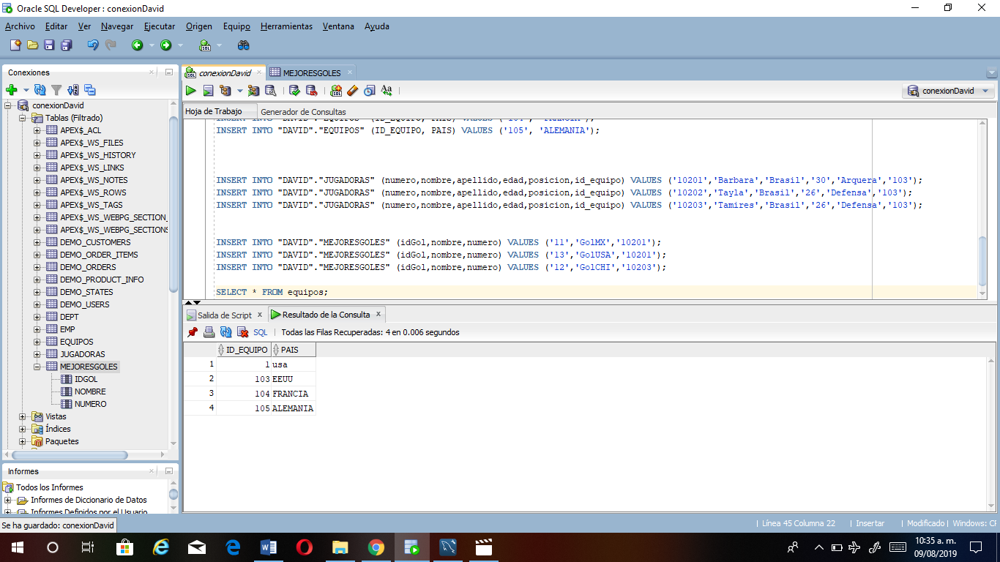 Oracle SQL Developer : conexionDavid
Archivo Editar Ver Navegar Ejecutar Origen Equipo Herramientas Ventana Ayuda
Conexiones
conexionDavid
Tablas (Filtrado)
APEX$_ACL
APEX$_WS_FILES
APEX$_WS_HISTORY
APEX$_WS_LINKS
APEX$_WS_NOTES
APEX$_WS_ROWS
APEX$_WS_TAGS
APEX$_WS_WEBPG_SECTION_
APEX$_WS_WEBPG_SECTIONS
DEMO_CUSTOMERS
DEMO_ORDER_ITEMS
DEMO_ORDERS
DEMO_PRODUCT_INFO
DEMO_STATES
DEMO_USERS
DEPT
EMP
EQUIPOS
JUGADORAS
MEJORESGOLES
IDGOL
NOMBRE
NUMERO
Vistas
Índices
Paquetes
Informes
Todos los Informes
Informes de Diccionario de Datos
Informes Definidos por el Usuario
Se ha guardado: conexionDavid
conexionDavid MEJORESGOLES
conexionDavid
Hoja de Trabajo Generador de Consultas
INSERT INTO "DAVID"."EQUIPOS" (ID_EQUIPO, PAIS) VALUES ('104', 'FRANCIA');
INSERT INTO "DAVID"."EQUIPOS" (ID_EQUIPO, PAIS) VALUES ('105', 'ALEMANIA');
INSERT INTO "DAVID"."JUGADORAS" (numero,nombre,apellido,edad,posicion,id_equipo) VALUES ('10201','Barbara','Brasil','30','Arquera','103');
INSERT INTO "DAVID"."JUGADORAS" (numero,nombre,apellido,edad,posicion,id_equipo) VALUES ('10202','Tayla','Brasil','26','Defensa','103');
INSERT INTO "DAVID"."JUGADORAS" (numero,nombre,apellido,edad,posicion,id_equipo) VALUES ('10203','Tamires','Brasil','26','Defensa','103');
INSERT INTO "DAVID"."MEJORESGOLES" (idGol,nombre,numero) VALUES ('11','GolMX','10201');
INSERT INTO "DAVID"."MEJORESGOLES" (idGol,nombre,numero) VALUES ('13','GolUSA','10201');
INSERT INTO "DAVID"."MEJORESGOLES" (idGol,nombre,numero) VALUES ('12','GolCHI','10203');
SELECT * FROM equipos;
Salida de Script x Resultado de la Consulta x
SQL | Todas las Filas Recuperadas: 4 en 0.006 segundos
ID_EQUIPO PAIS
1 1 usa
2 103 EEUU
3 104 FRANCIA
4 105 ALEMANIA
| Línea 45 Columna 22 | Insertar | Modificado | Windows: CF
10:35 a. m.
09/08/2019